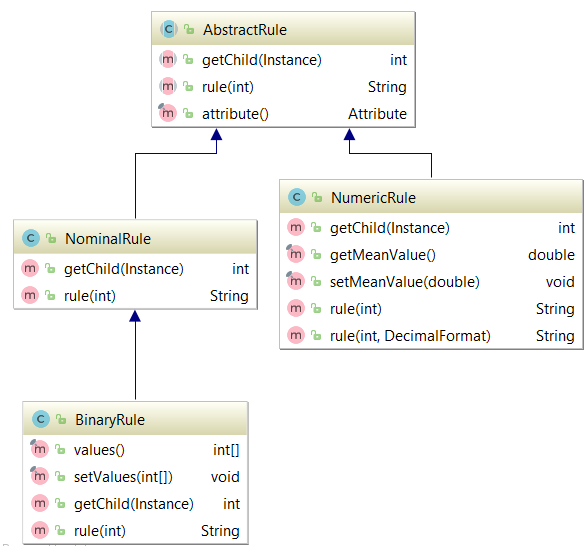 AbstractRule
getChild(Instance) int
rule(int) String
attribute() Attribute
NominalRule
getChild(Instance) int
rule(int) String
NumericRule
getChild(Instance) int
getMeanValue() double
setMeanValue(double) void
rule(int) String
rule(int, DecimalFormat) String
BinaryRule
values() int[]
setValues(int[]) void
getChild(Instance) int
rule(int) String